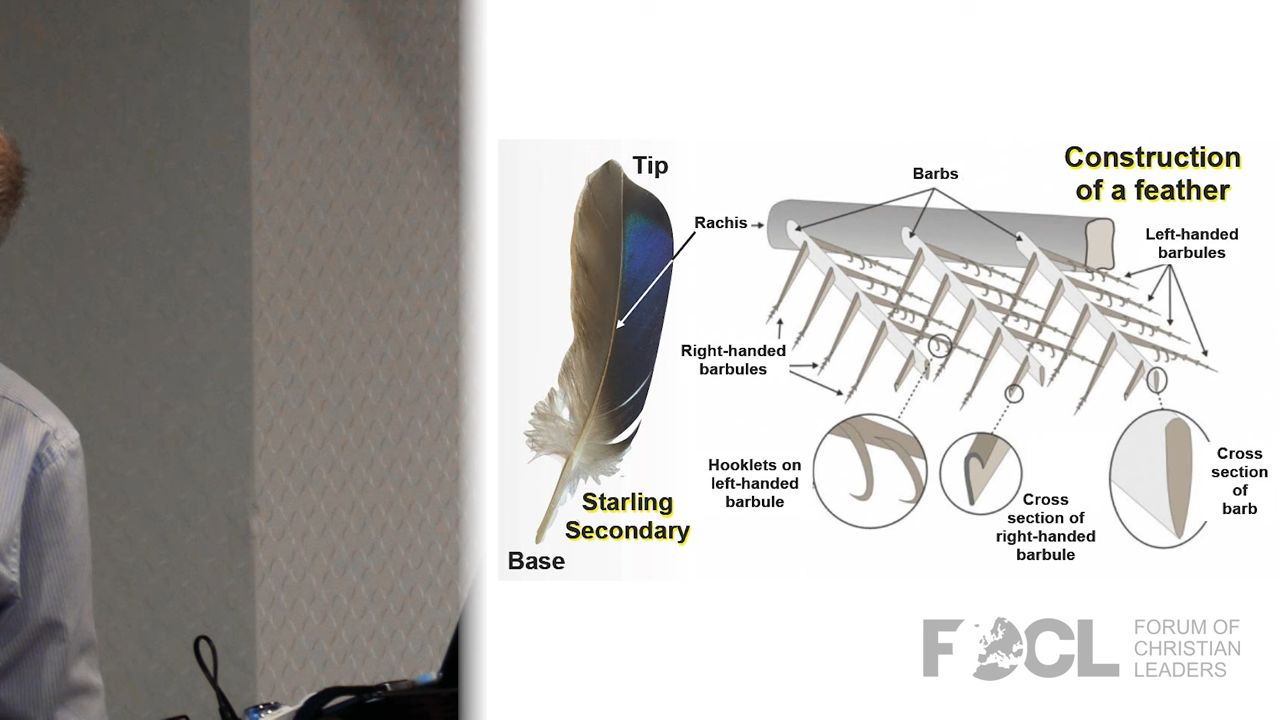 Construction
of a feather
Tip
Barbs
Rachis
Left-handed
barbules
Right-handed
barbules
Hooklets on
left-handed
barbule
Cross
section of
right-handed
barbule
Cross
section
of
barb
Starling
Secondary
Base
FOCL
FORUM OF
CHRISTIAN
LEADERS